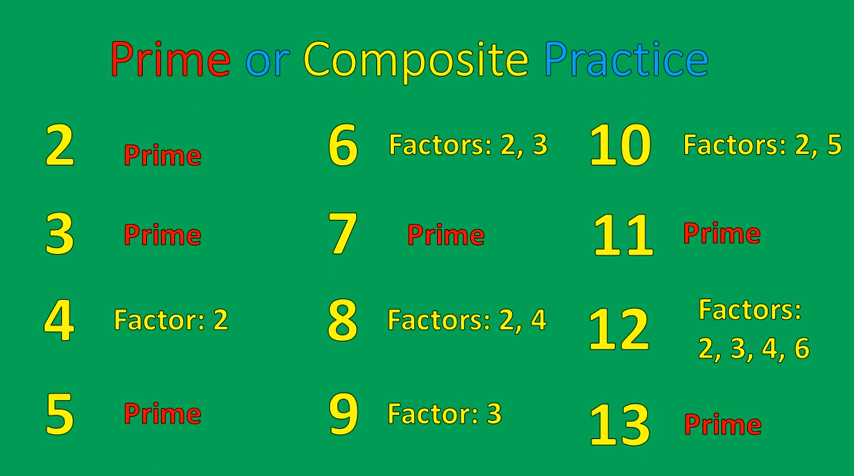 Prime or Composite Practice
2 Prime
3 Prime
4 Factor: 2
5 Prime
6 Factors: 2, 3
7 Prime
8 Factors: 2, 4
9 Factor: 3
10 Factors: 2, 5
11 Prime
12 Factors:
2, 3, 4, 6
13 Prime